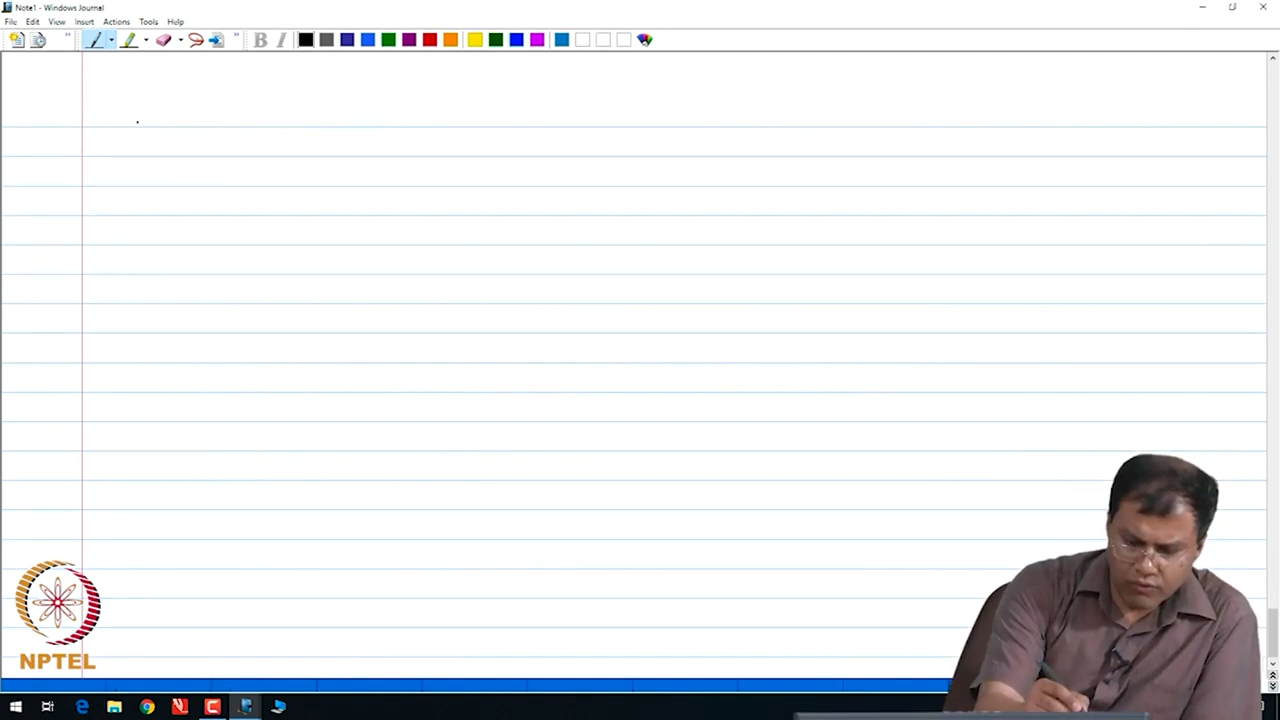 Note1 - Windows Journal
File Edit View Insert Actions Tools Help
B I
NPTEL